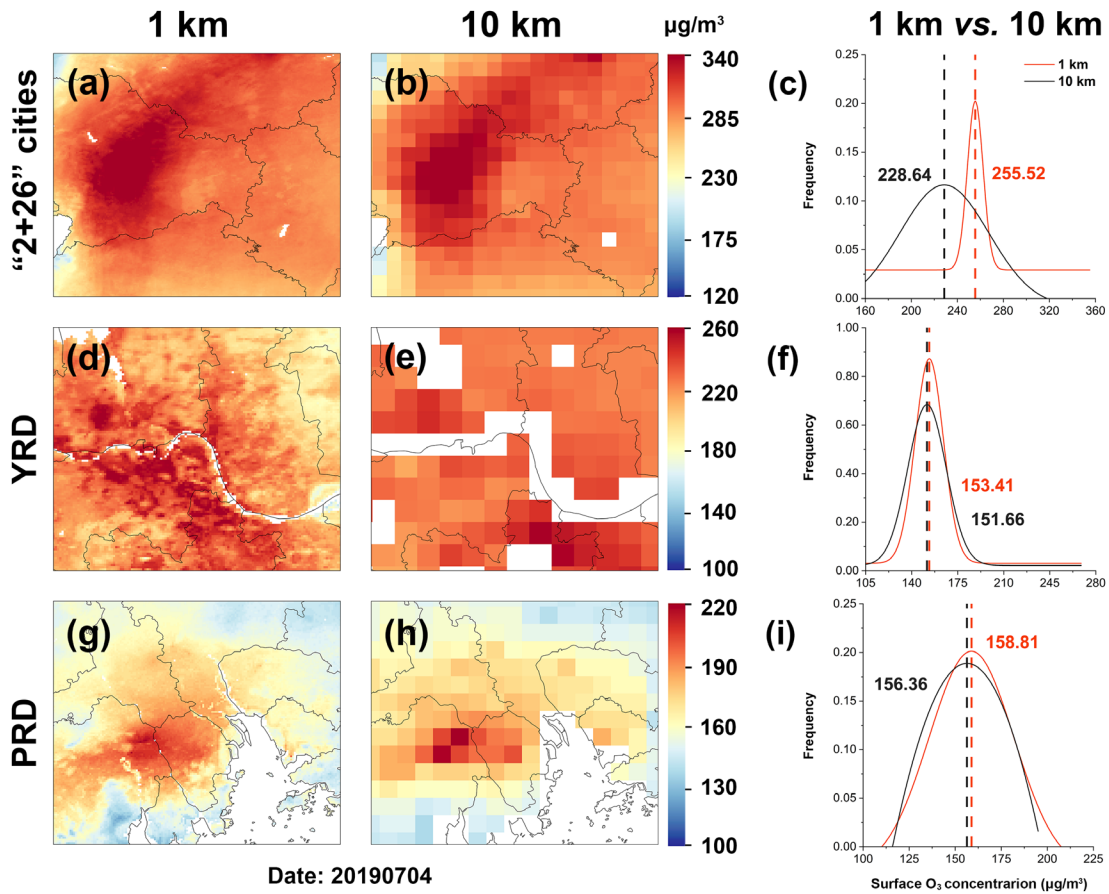 1 km
10 km
µg/m³
1 km vs. 10 km
"2+26" cities
(a)
(b)
340
285
230
175
120
(c)
0.25
0.20
0.15
0.10
0.05
0.00
Frequency
1 km
10 km
228.64
255.52
160
200
240
280
320
360
YRD
(d)
(e)
260
220
180
140
100
(f)
1.00
0.80
0.60
0.40
0.20
0.00
Frequency
153.41
151.66
105
140
175
210
245
280
PRD
(g)
(h)
220
190
160
130
100
(i)
0.25
0.20
0.15
0.10
0.05
0.00
Frequency
158.81
156.36
100
125
150
175
200
225
Surface O₃ concentrarion (µg/m³)
Date: 20190704